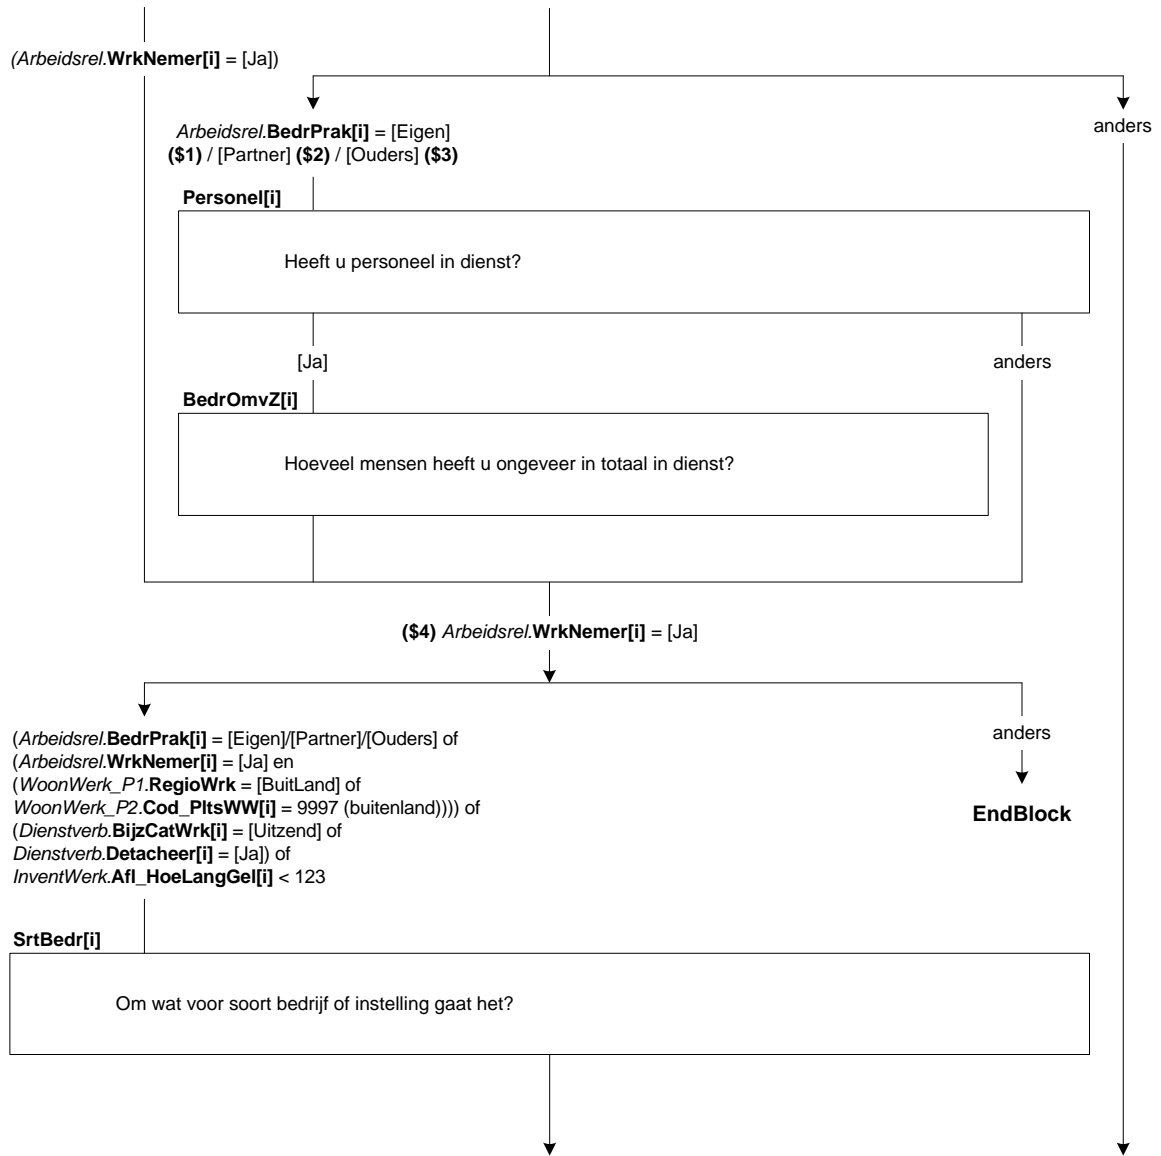 (Arbeidsrel.WrkNemer[i] = [Ja])
anders
Arbeidsrel.BedrPrak[i] = [Eigen]
($1) / [Partner] ($2) / [Ouders] ($3)
Personel[i]
Heeft u personeel in dienst?
[Ja]
anders
BedrOmvZ[i]
Hoeveel mensen heeft u ongeveer in totaal in dienst?
($4) Arbeidsrel.WrkNemer[i] = [Ja]
(Arbeidsrel.BedrPrak[i] = [Eigen]/[Partner]/[Ouders] of
(Arbeidsrel.WrkNemer[i] = [Ja] en
(WoonWerk_P1.RegioWrk = [BuitLand] of
WoonWerk_P2.Cod_PltsWW[i] = 9997 (buitenland)))) of
(Dienstverb.BijzCatWrk[i] = [Uitzend] of
Dienstverb.Detacheer[i] = [Ja]) of
InventWerk.Afl_HoeLangGel[i] < 123
anders
EndBlock
SrtBedr[i]
Om wat voor soort bedrijf of instelling gaat het?